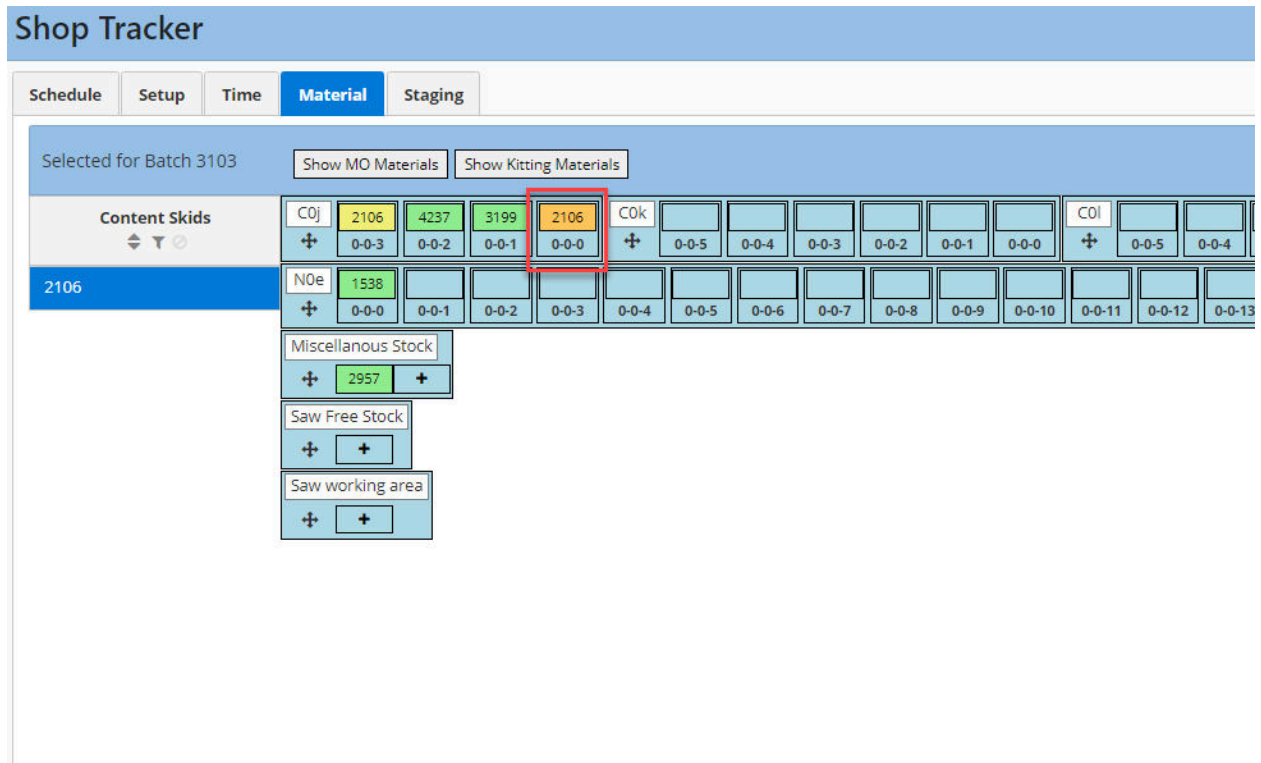 Shop Tracker
Schedule Setup Time Material Staging
Selected for Batch 3103 Show MO Materials Show Kitting Materials
Content Skids
2106
C0j 2106 4237 3199 2106 C0k C0l
0-0-3 0-0-2 0-0-1 0-0-0 0-0-5 0-0-4 0-0-3 0-0-2 0-0-1 0-0-0 0-0-5 0-0-4
N0e 1538
0-0-0 0-0-1 0-0-2 0-0-3 0-0-4 0-0-5 0-0-6 0-0-7 0-0-8 0-0-9 0-0-10 0-0-11 0-0-12 0-0-13
Miscellanous Stock
2957 +
Saw Free Stock
+
Saw working area
+